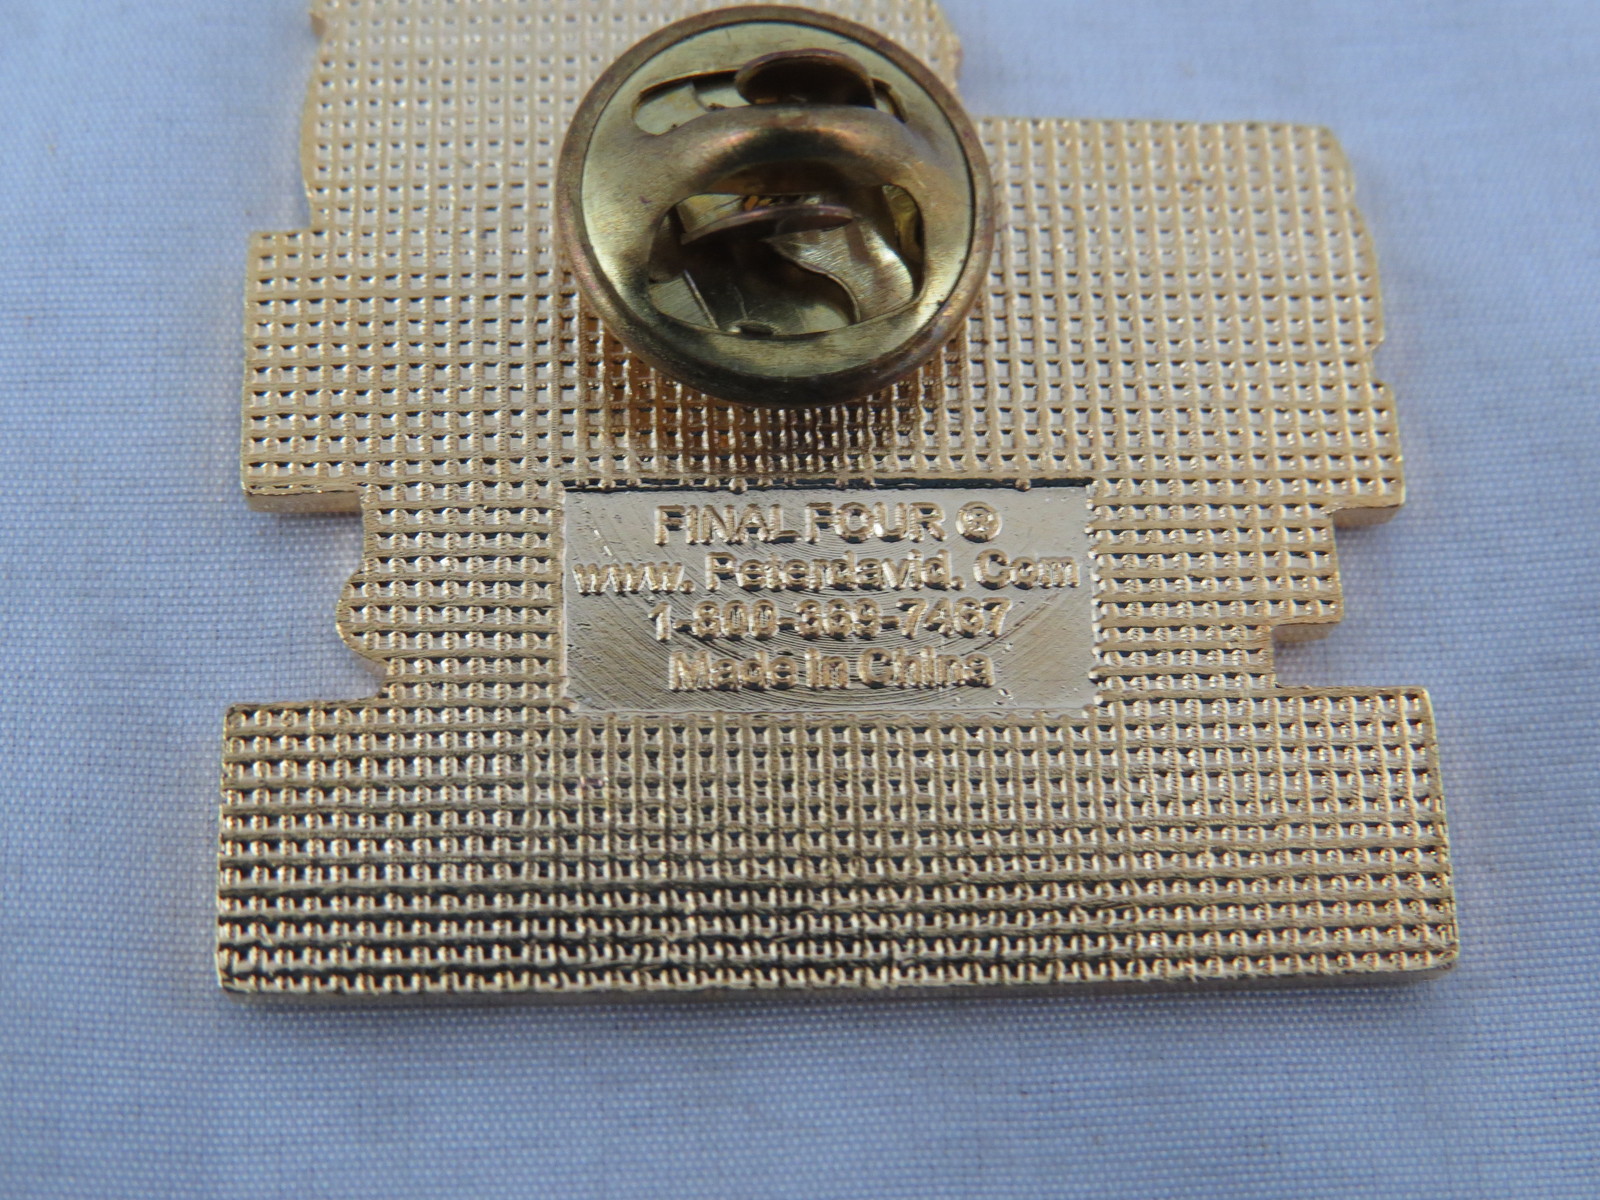 FINAL FOUR ®
www. Peterdavid. Com
1-800-369-7467
Made In China